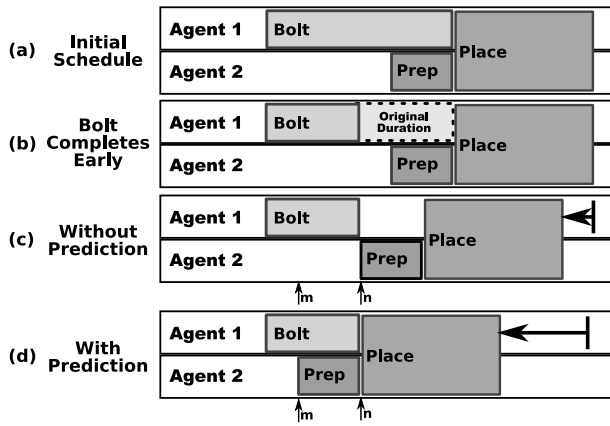 (a) Initial Schedule
Agent 1 Bolt
Agent 2 Prep
Place
(b) Bolt Completes Early
Agent 1 Bolt Original Duration
Agent 2 Prep
Place
(c) Without Prediction
Agent 1 Bolt
Agent 2 Prep
Place
m n
(d) With Prediction
Agent 1 Bolt
Agent 2 Prep
Place
m n